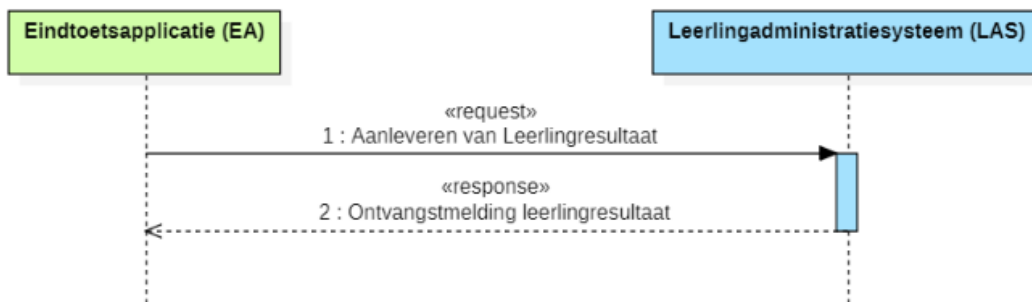 Eindtoetsapplicatie (EA)
Leerlingadministratiesysteem (LAS)
«request»
1 : Aanleveren van Leerlingresultaat
«response»
2 : Ontvangstmelding leerlingresultaat